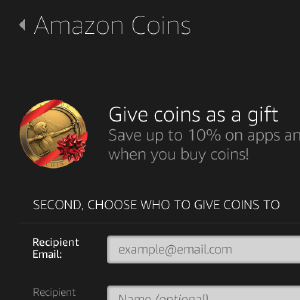 Amazon Coins
Give coins as a gift
Save up to 10% on apps an
when you buy coins!
SECOND, CHOOSE WHO TO GIVE COINS TO
Recipient
Email:
example@email.com
Recipient
Name (optional)